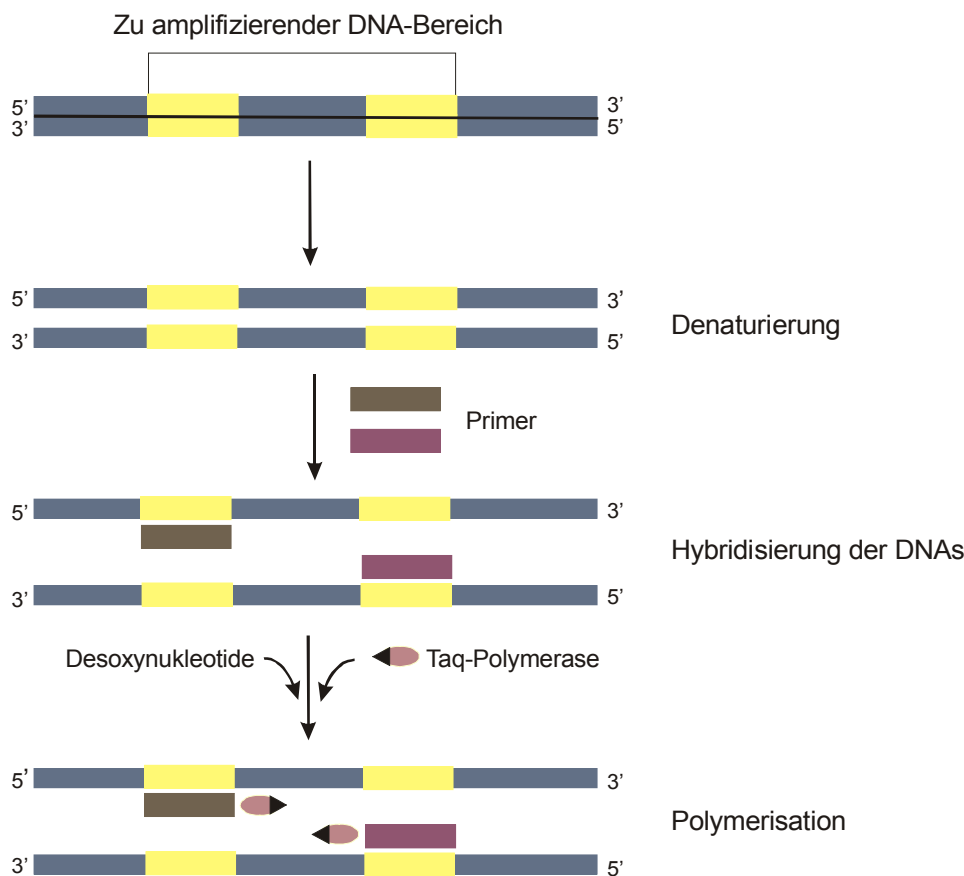 Zu amplifizierender DNA-Bereich
5’ 3’
3’ 5’
5’ 3’
Denaturierung
3’ 5’
Primer
5’ 3’
Hybridisierung der DNAs
3’ 5’
Desoxynukleotide Taq-Polymerase
5’ 3’
Polymerisation
3’ 5’